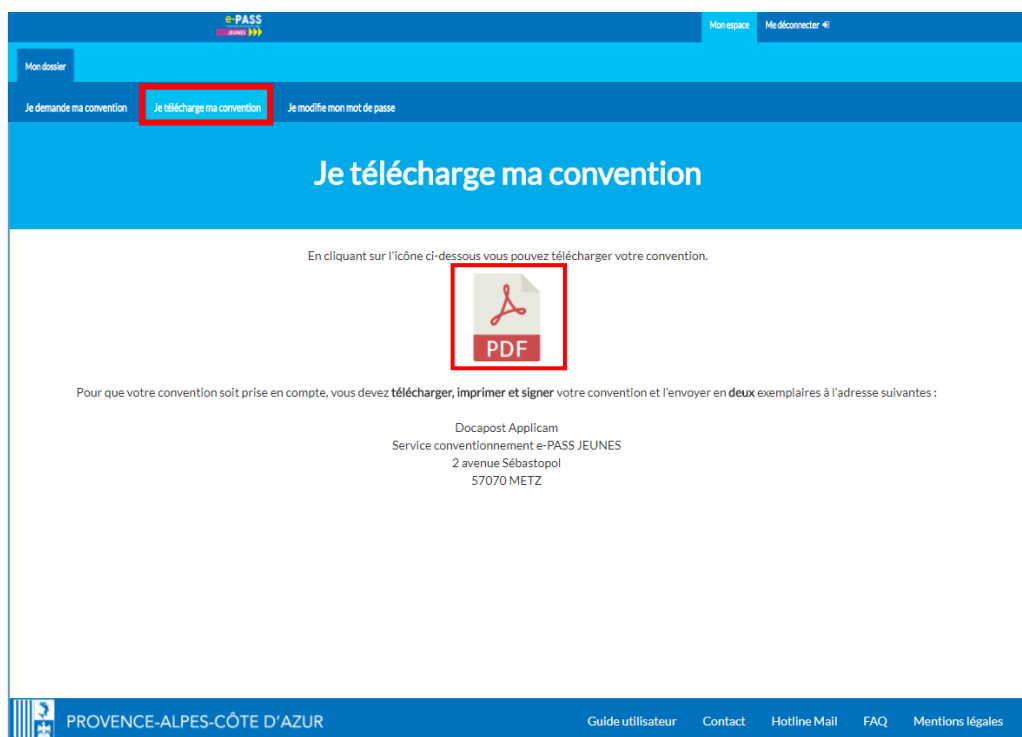 e-PASS
JEUNES
Mon espace
Me déconnecter
Mon dossier
Je demande ma convention
Je télécharge ma convention
Je modifie mon mot de passe
Je télécharge ma convention
En cliquant sur l'icône ci-dessous vous pouvez télécharger votre convention.
PDF
Pour que votre convention soit prise en compte, vous devez télécharger, imprimer et signer votre convention et l'envoyer en deux exemplaires à l'adresse suivantes :
Docapost Applicam
Service conventionnement e-PASS JEUNES
2 avenue Sébastopol
57070 METZ
PROVENCE-ALPES-CÔTE D'AZUR
Guide utilisateur
Contact
Hotline Mail
FAQ
Mentions légales